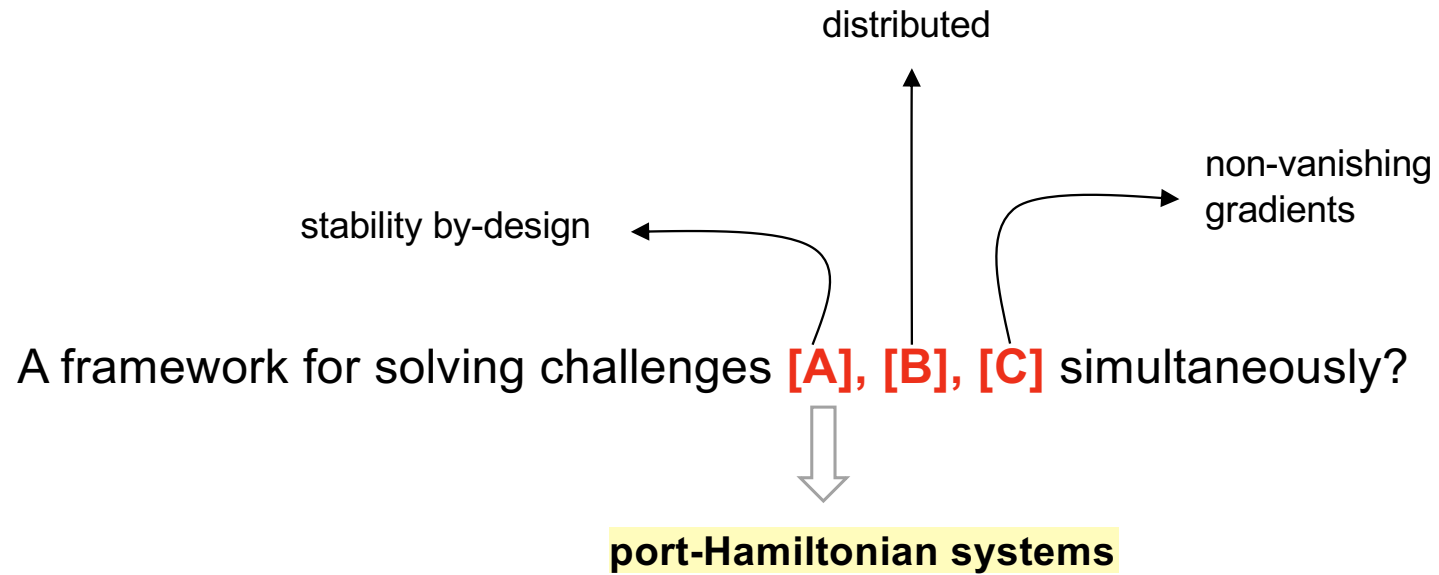 distributed
non-vanishing
gradients
stability by-design
A framework for solving challenges [A], [B], [C] simultaneously?
port-Hamiltonian systems